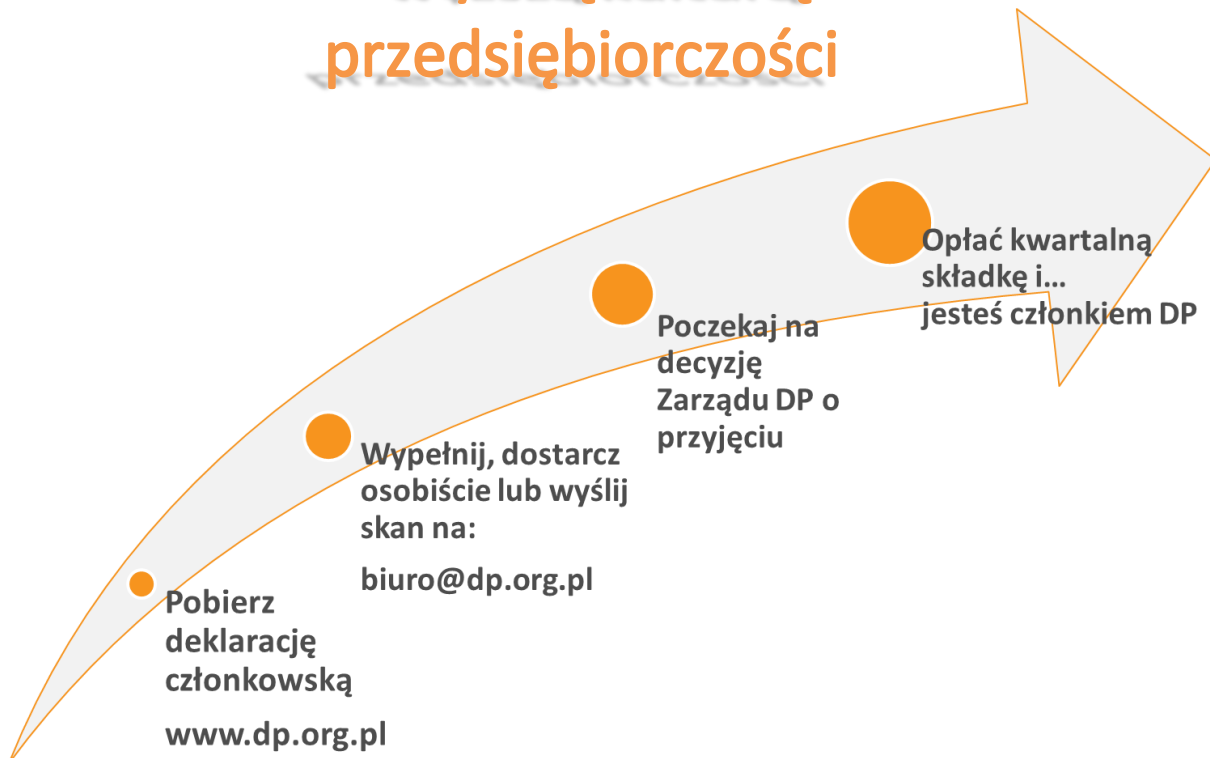 przedsiębiorczości
Opłać kwartalną
składkę i...
jesteś członkiem DP
Poczekaj na
decyzję
Zarządu DP o
przyjęciu
Wypełnij, dostarcz
osobiście lub wyślij
skan na:
biuro@dp.org.pl
Pobierz
deklarację
członkowską
www.dp.org.pl